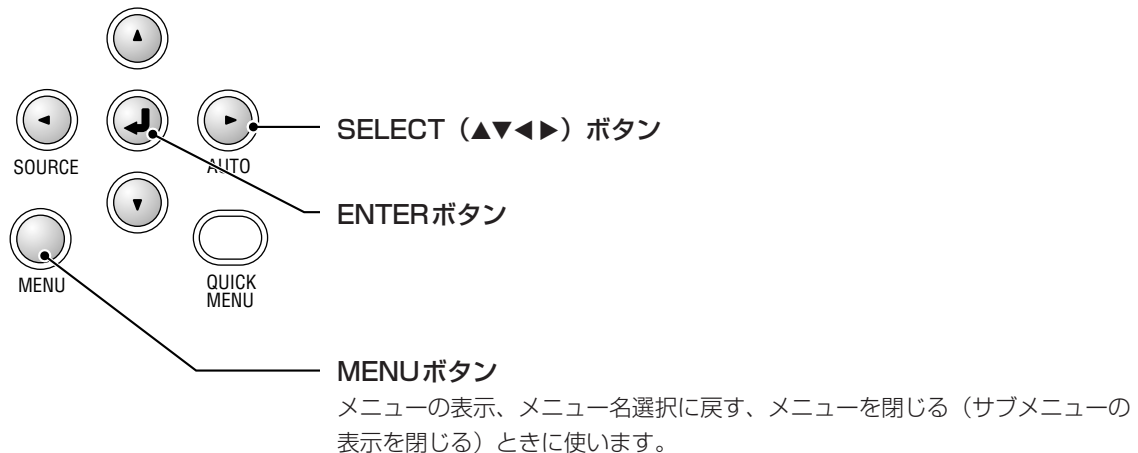 SELECT（▲▼◀▶）ボタン
SOURCE
AUTO
ENTERボタン
MENU
QUICK
MENU
MENUボタン
メニューの表示、メニュー名選択に戻す、メニューを閉じる（サブメニューの
表示を閉じる）ときに使います。